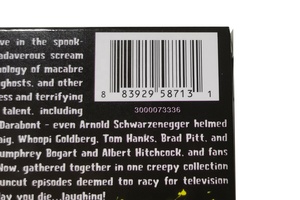 ve in the spook-
adaverous scream
nology of macabre
ghosts, and other
ess and terrifying
talent, including
8 83929 58713 1
3000073336
Darabont - even Arnold Schwarzenegger helmed
aig, Whoopi Goldberg, Tom Hanks, Brad Pitt, and
umphrey Bogart and Albert Hitchcock, and fans
Now, gathered together in one creepy collection
uncut episodes deemed too racy for television
ay you die...laughing!